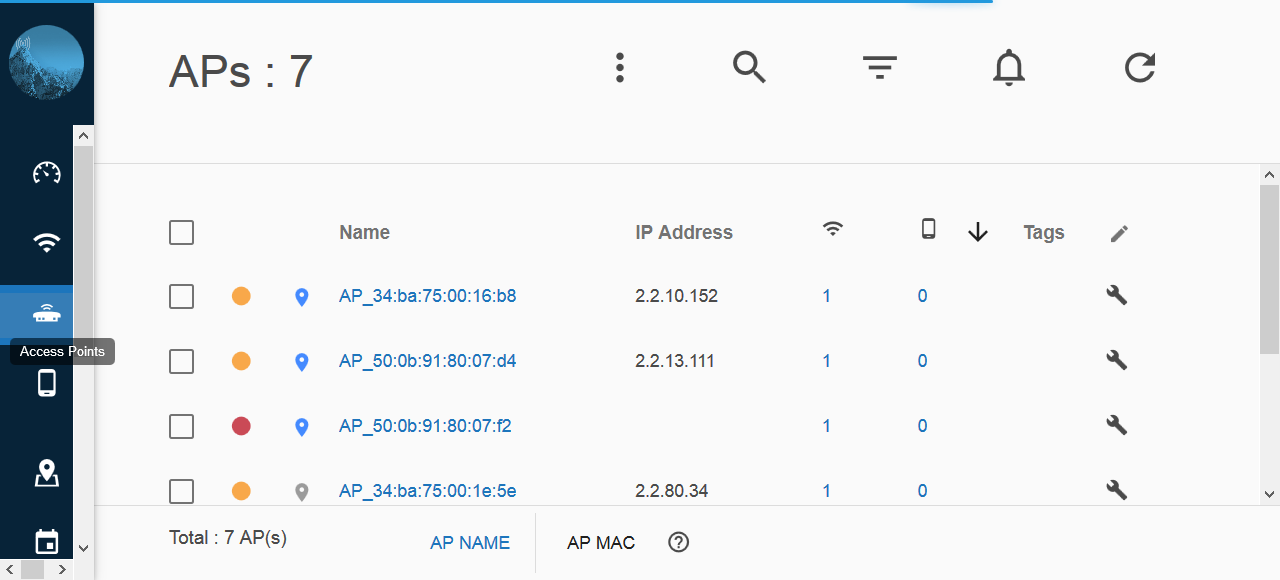 APs : 7
Name IP Address Tags
AP_34:ba:75:00:16:b8 2.2.10.152 1 0
Access Points
AP_50:0b:91:80:07:d4 2.2.13.111 1 0
AP_50:0b:91:80:07:f2 1 0
AP_34:ba:75:00:1e:5e 2.2.80.34 1 0
Total : 7 AP(s) AP NAME AP MAC